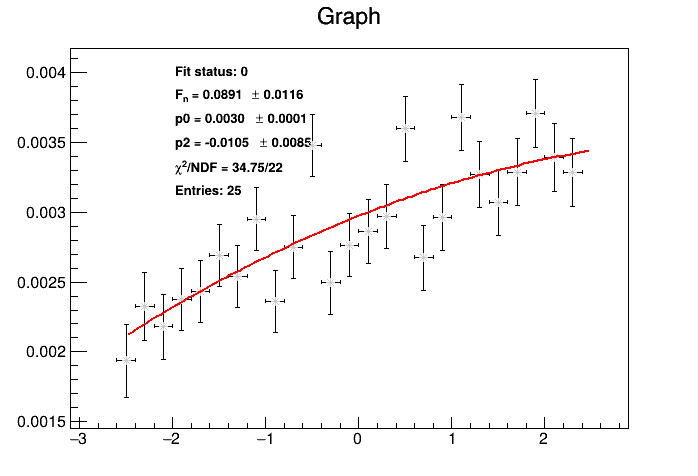 Graph
Fit status: 0
Fn = 0.0891 ± 0.0116
p0 = 0.0030 ± 0.0001
p2 = -0.0105 ± 0.0085
χ²/NDF = 34.75/22
Entries: 25
0.004
0.0035
0.003
0.0025
0.002
0.0015
−3 −2 −1 0 1 2